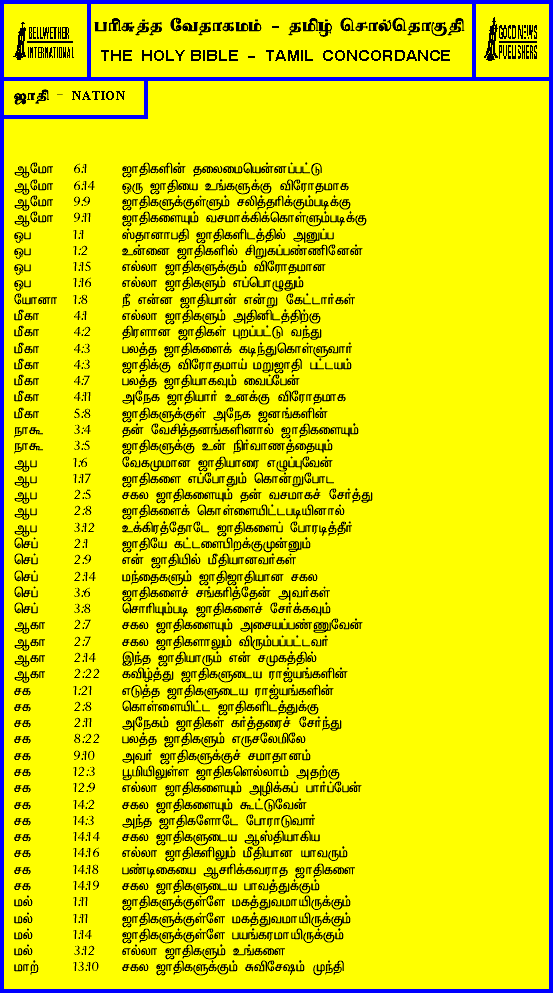 BELLWETHER
INTERNATIONAL
பரிசுத்த வேதாகமம் - தமிழ் சொல்தொகுதி
THE HOLY BIBLE - TAMIL CONCORDANCE
GOOD NEWS
PUBLISHERS
ஜாதி - NATION
ஆமோ 6:1 ஜாதிகளின் தலைமையென்னப்பட்டு
ஆமோ 6:14 ஒரு ஜாதியை உங்களுக்கு விரோதமாக
ஆமோ 9:9 ஜாதிகளுக்குள்ளும் சலித்தரிக்கும்படிக்கு
ஆமோ 9:11 ஜாதிகளையும் வசமாக்கிக்கொள்ளும்படிக்கு
ஒப 1:1 ஸ்தானாபதி ஜாதிகளிடத்தில் அனுப்ப
ஒப 1:2 உன்னை ஜாதிகளில் சிறுகப்பண்ணினேன்
ஒப 1:15 எல்லா ஜாதிகளுக்கும் விரோதமான
ஒப 1:16 எல்லா ஜாதிகளும் எப்பொழுதும்
யோனா 1:8 நீ என்ன ஜாதியான் என்று கேட்டார்கள்
மீகா 4:1 எல்லா ஜாதிகளும் அதினிடத்திற்கு
மீகா 4:2 திரளான ஜாதிகள் புறப்பட்டு வந்து
மீகா 4:3 பலத்த ஜாதிகளைக் கடிந்துகொள்ளுவார்
மீகா 4:3 ஜாதிக்கு விரோதமாய் மறுஜாதி பட்டயம்
மீகா 4:7 பலத்த ஜாதியாகவும் வைப்பேன்
மீகா 4:11 அநேக ஜாதியார் உனக்கு விரோதமாக
மீகா 5:8 ஜாதிகளுக்குள் அநேக ஜனங்களின்
நாகூ 3:4 தன் வேசித்தனங்களினால் ஜாதிகளையும்
நாகூ 3:5 ஜாதிகளுக்கு உன் நிர்வாணத்தையும்
ஆப 1:6 வேகமுமான ஜாதியாரை எழுப்புவேன்
ஆப 1:17 ஜாதிகளை எப்போதும் கொன்றுபோட
ஆப 2:5 சகல ஜாதிகளையும் தன் வசமாகச் சேர்த்து
ஆப 2:8 ஜாதிகளைக் கொள்ளையிட்டபடியினால்
ஆப 3:12 உக்கிரத்தோடே ஜாதிகளைப் போரடித்தீர்
செப் 2:1 ஜாதியே கட்டளைபிறக்குமுன்னும்
செப் 2:9 என் ஜாதியில் மீதியானவர்கள்
செப் 2:14 மந்தைகளும் ஜாதிஜாதியான சகல
செப் 3:6 ஜாதிகளைச் சங்கரித்தேன் அவர்கள்
செப் 3:8 சொரியும்படி ஜாதிகளைச் சேர்க்கவும்
ஆகா 2:7 சகல ஜாதிகளையும் அசையப்பண்ணுவேன்
ஆகா 2:7 சகல ஜாதிகளாலும் விரும்பப்பட்டவர்
ஆகா 2:14 இந்த ஜாதியாரும் என் சமுகத்தில்
ஆகா 2:22 கவிழ்த்து ஜாதிகளுடைய ராஜ்யங்களின்
சக 1:21 எடுத்த ஜாதிகளுடைய ராஜ்யங்களின்
சக 2:8 கொள்ளையிட்ட ஜாதிகளிடத்துக்கு
சக 2:11 அநேகம் ஜாதிகள் கர்த்தரைச் சேர்ந்து
சக 8:22 பலத்த ஜாதிகளும் எருசலேமிலே
சக 9:10 அவர் ஜாதிகளுக்குச் சமாதானம்
சக 12:3 பூமியிலுள்ள ஜாதிகளெல்லாம் அதற்கு
சக 12:9 எல்லா ஜாதிகளையும் அழிக்கப் பார்ப்பேன்
சக 14:2 சகல ஜாதிகளையும் கூட்டுவேன்
சக 14:3 அந்த ஜாதிகளோடே போராடுவார்
சக 14:14 சகல ஜாதிகளுடைய ஆஸ்தியாகிய
சக 14:16 எல்லா ஜாதிகளிலும் மீதியான யாவரும்
சக 14:18 பண்டிகையை ஆசரிக்கவராத ஜாதிகளை
சக 14:19 சகல ஜாதிகளுடைய பாவத்துக்கும்
மல் 1:11 ஜாதிகளுக்குள்ளே மகத்துவமாயிருக்கும்
மல் 1:11 ஜாதிகளுக்குள்ளே மகத்துவமாயிருக்கும்
மல் 1:14 ஜாதிகளுக்குள்ளே பயங்கரமாயிருக்கும்
மல் 3:12 எல்லா ஜாதிகளும் உங்களை
மாற் 13:10 சகல ஜாதிகளுக்கும் சுவிசேஷம் முந்தி